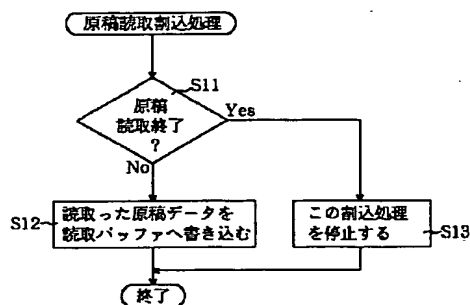 原稿読取割込処理
S11
原稿
読取終了
?
Yes
No
S12
読取った原稿データを
読取バッファへ書き込む
この割込処理
を停止する
S13
終了